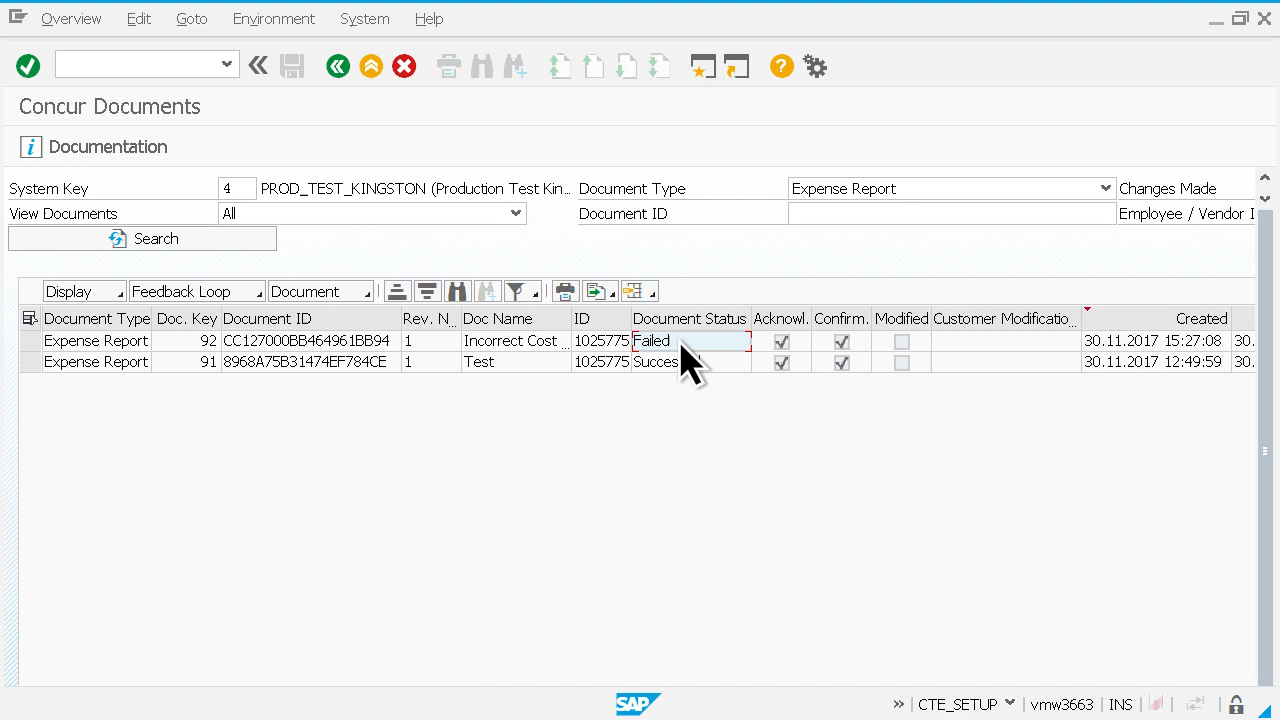 Overview Edit Goto Environment System Help
Concur Documents
i Documentation
System Key 4 PROD_TEST_KINGSTON (Production Test Kin... Document Type Expense Report Changes Made
View Documents All Document ID Employee / Vendor I
Search
Display Feedback Loop Document
Document Type Doc. Key Document ID Rev. N... Doc Name ID Document Status Acknowl. Confirm. Modified Customer Modificatio... Created
Expense Report 92 CC127000BB464961BB94 1 Incorrect Cost ... 1025775 Failed 30.11.2017 15:27:08 30.
Expense Report 91 8968A75B31474EF784CE 1 Test 1025775 30.11.2017 12:49:59 30.
SAP » CTE_SETUP vmw3663 INS